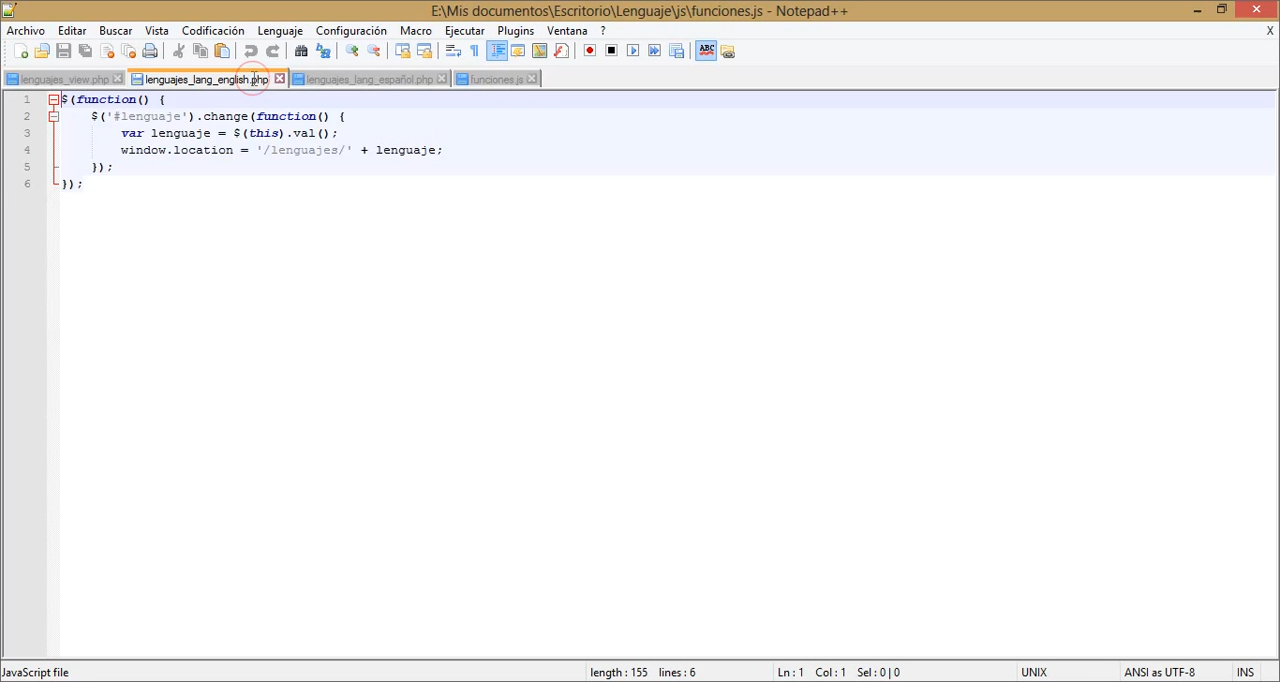 E:\Mis documentos\Escritorio\Lenguaje\js\funciones.js - Notepad++
Archivo Editar Buscar Vista Codificación Lenguaje Configuración Macro Ejecutar Plugins Ventana ? X
lenguajes_view.php lenguajes_lang_english.php lenguajes_lang_español.php funciones.js
1 $(function() {
2 $('#lenguaje').change(function() {
3 var lenguaje = $(this).val();
4 window.location = '/lenguajes/' + lenguaje;
5 });
6 });
JavaScript file length : 155 lines : 6 Ln : 1 Col : 1 Sel : 0 | 0 UNIX ANSI as UTF-8 INS